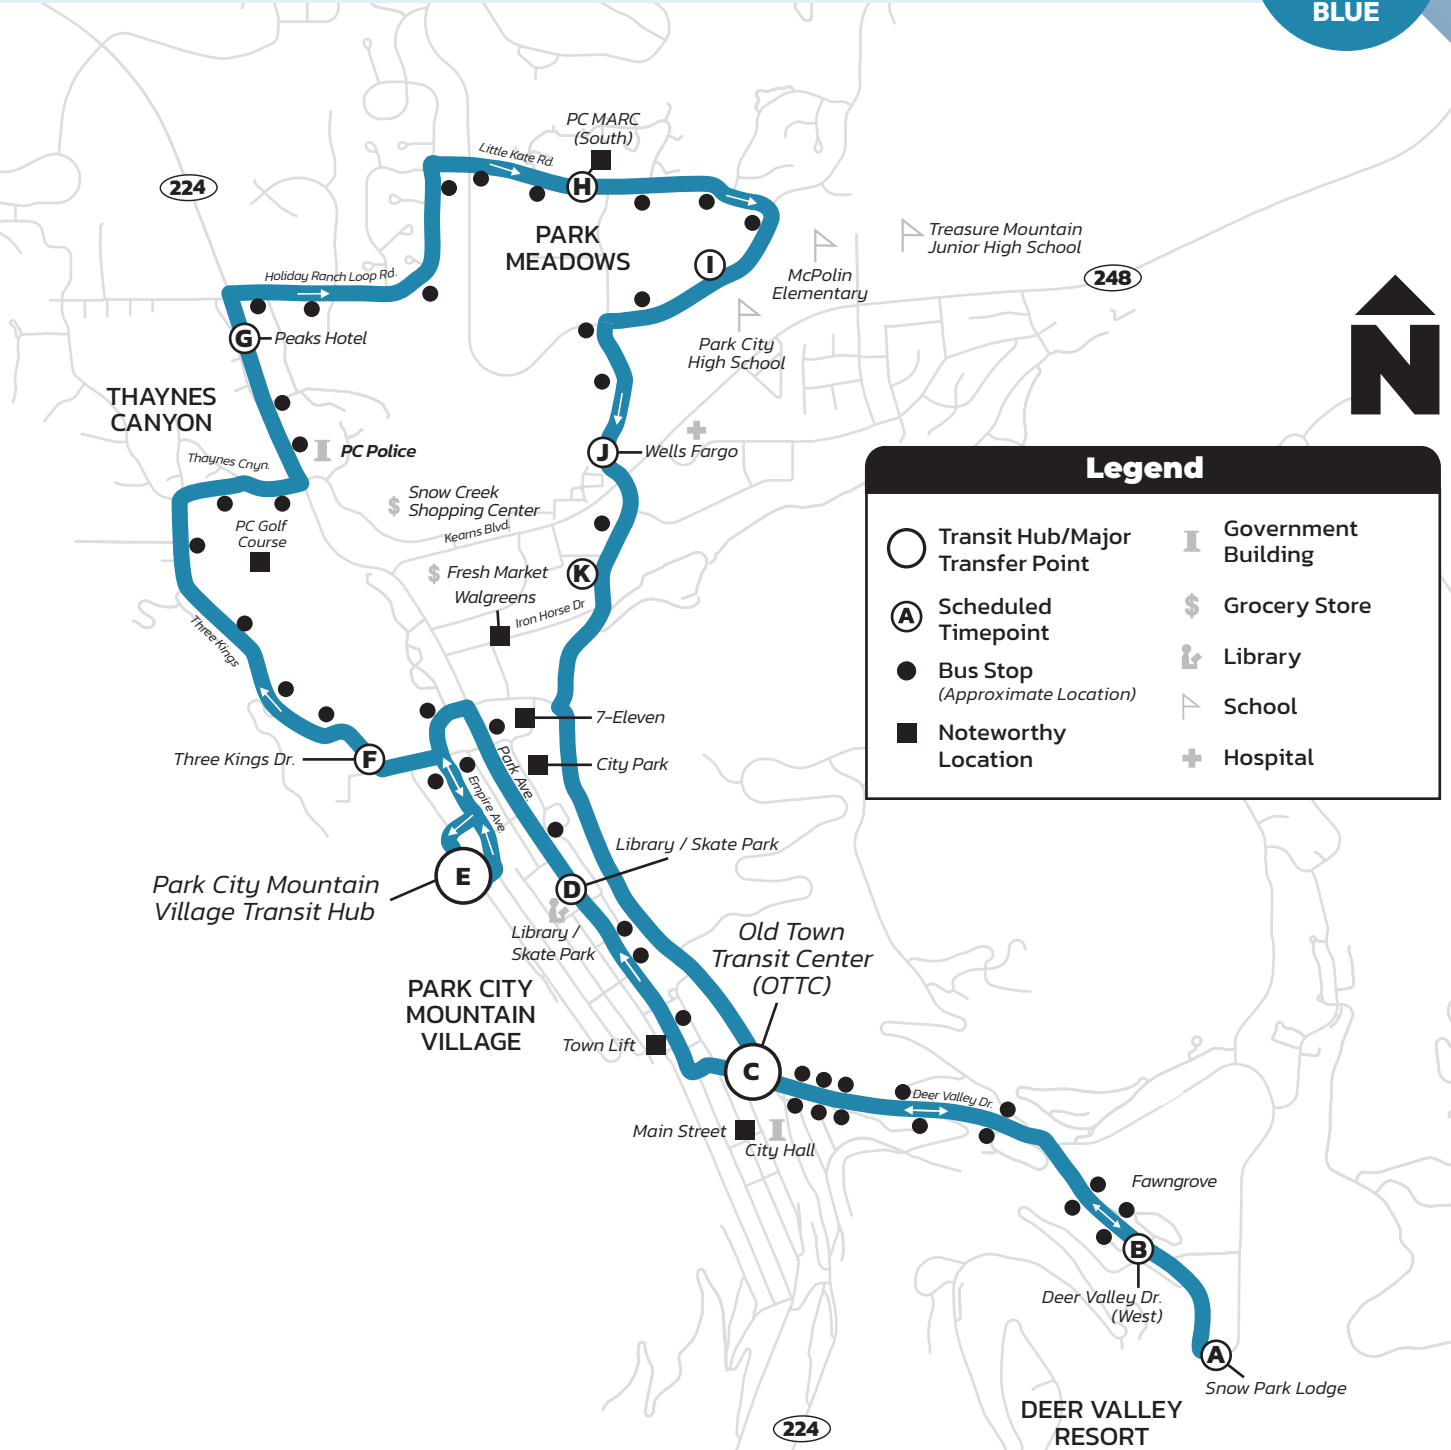 BLUE
PC MARC
(South)
Little Kate Rd.
224
H
PARK
MEADOWS
Treasure Mountain
Junior High School
I
McPolin
Elementary
248
Holiday Ranch Loop Rd.
G
Peaks Hotel
Park City
High School
N
THAYNES
CANYON
PC Police
J
Wells Fargo
Thaynes Cnyn.
Snow Creek
Shopping Center
Kearns Blvd.
PC Golf
Course
K
Fresh Market
Walgreens
Iron Horse Dr
Three Kings
Legend
Transit Hub/Major
Transfer Point
A
Scheduled
Timepoint
Bus Stop
(Approximate Location)
Noteworthy
Location
Government
Building
$
Grocery Store
Library
School
Hospital
$
$
7-Eleven
Three Kings Dr.
F
City Park
Park Ave.
Empire Ave.
Library / Skate Park
E
D
Park City Mountain
Village Transit Hub
Library /
Skate Park
Old Town
Transit Center
(OTTC)
PARK CITY
MOUNTAIN
VILLAGE
Town Lift
C
Deer Valley Dr.
Main Street
City Hall
Fawngrove
B
Deer Valley Dr.
(West)
A
Snow Park Lodge
DEER VALLEY
RESORT
224